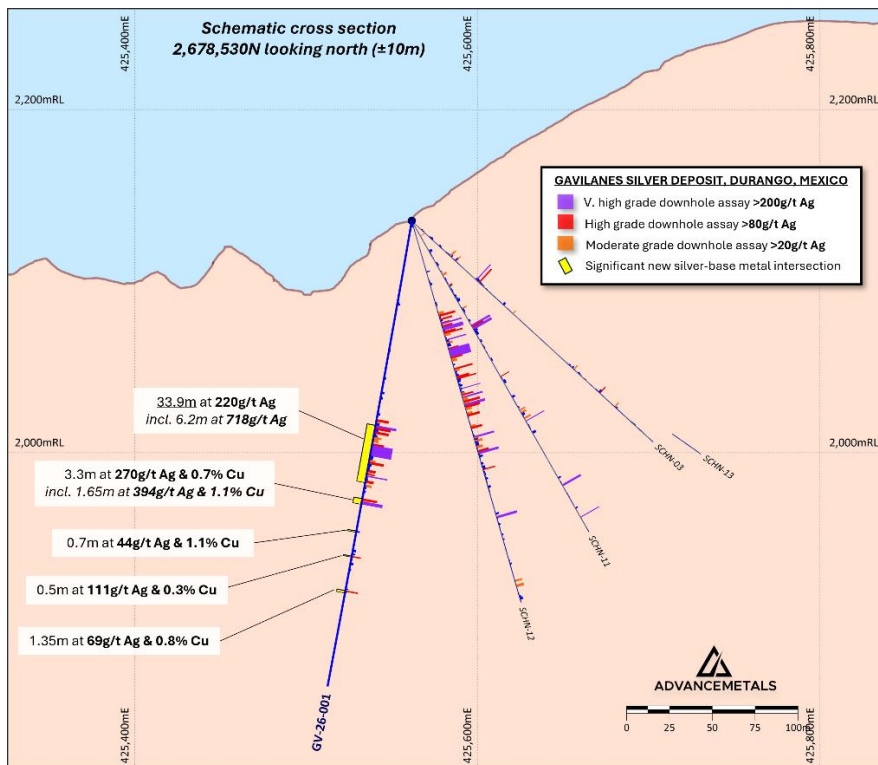 Schematic cross section
2,678,530N looking north (±10m)
425,400mE
425,600mE
425,800mE
2,200mRL
2,200mRL
GAVILANES SILVER DEPOSIT, DURANGO, MEXICO
V. high grade downhole assay >200g/t Ag
High grade downhole assay >80g/t Ag
Moderate grade downhole assay >20g/t Ag
Significant new silver-base metal intersection
33.9m at 220g/t Ag
incl. 6.2m at 718g/t Ag
2,000mRL
2,000mRL
SCHN-03
SCHN-13
3.3m at 270g/t Ag & 0.7% Cu
incl. 1.65m at 394g/t Ag & 1.1% Cu
0.7m at 44g/t Ag & 1.1% Cu
SCHN-11
0.5m at 111g/t Ag & 0.3% Cu
SCHN-12
1.35m at 69g/t Ag & 0.8% Cu
GV-26-001
ADVANCEMETALS
0 25 50 75 100m
425,400mE
425,600mE
425,800mE